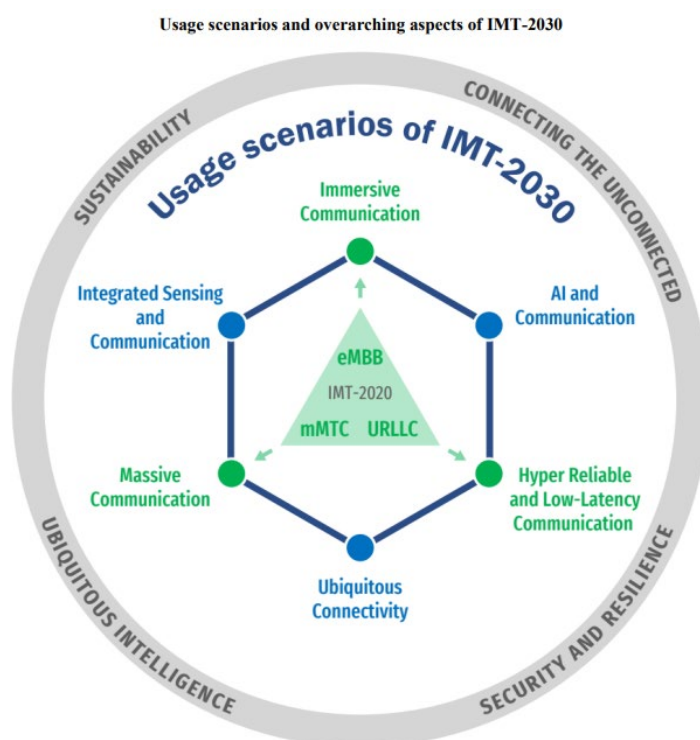 Usage scenarios and overarching aspects of IMT-2030
SUSTAINABILITY
CONNECTING THE UNCONNECTED
Usage scenarios of IMT-2030
Immersive
Communication
Integrated Sensing
and
Communication
AI and
Communication
eMBB
IMT-2020
mMTC URLLC
Massive
Communication
Hyper Reliable
and Low-Latency
Communication
Ubiquitous
Connectivity
UBIQUITOUS INTELLIGENCE
SECURITY AND RESILIENCE